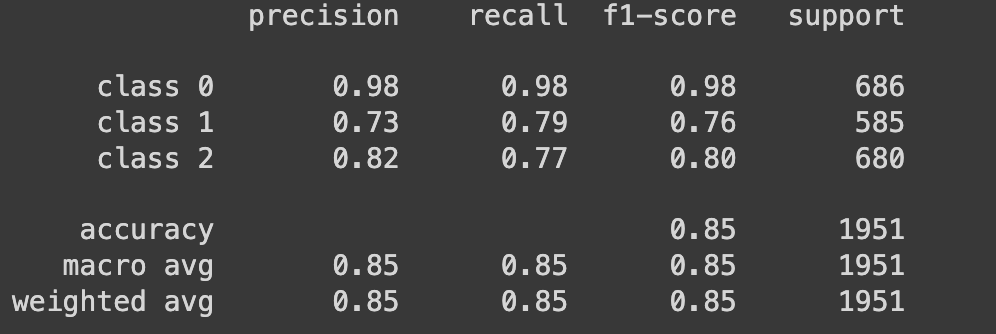 precision recall f1-score support
class 0 0.98 0.98 0.98 686
class 1 0.73 0.79 0.76 585
class 2 0.82 0.77 0.80 680
accuracy 0.85 1951
macro avg 0.85 0.85 0.85 1951
weighted avg 0.85 0.85 0.85 1951